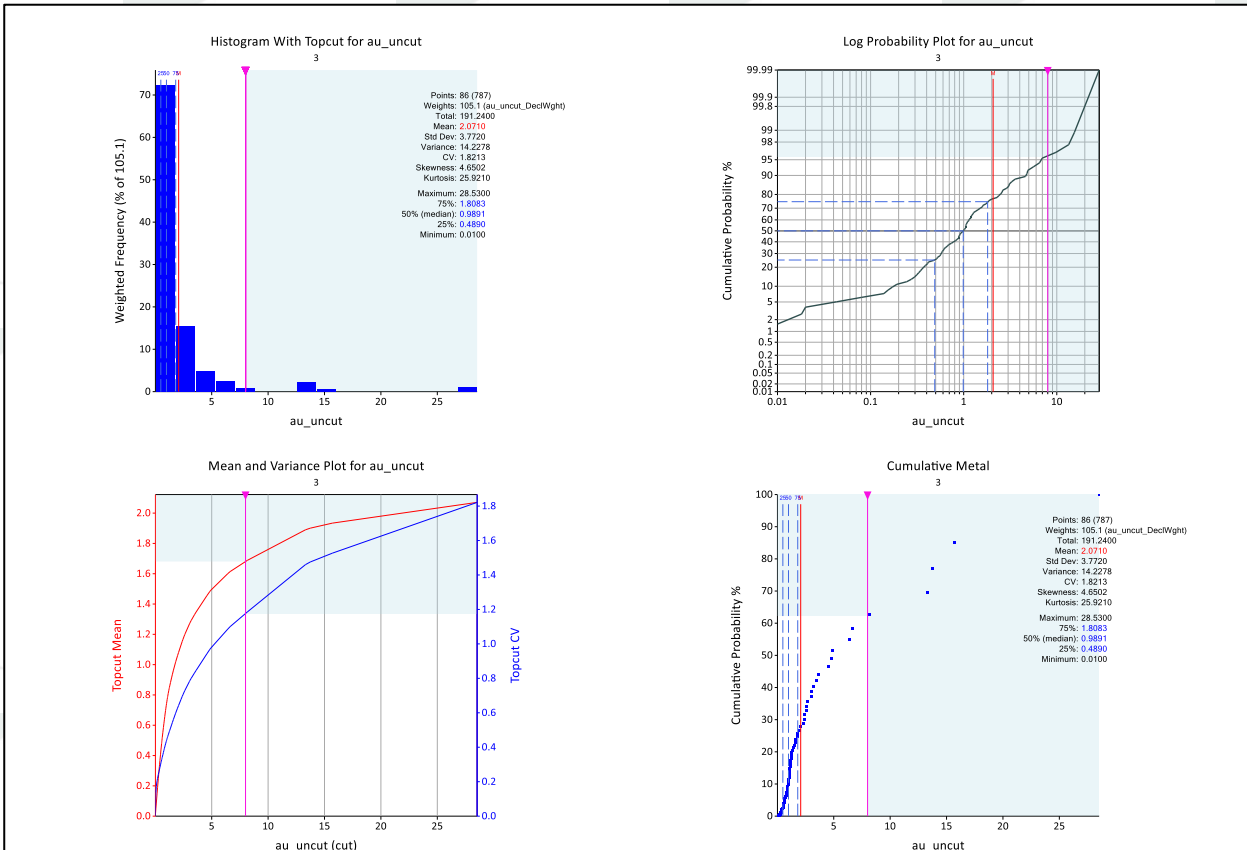 Histogram With Topcut for au_uncut
3
Weighted Frequency (% of 105.1)
70
60
50
40
30
20
10
0
5
10
15
20
25
au_uncut
Points: 86 (787)
Weights: 105.1 (au_uncut_DeclWght)
Total: 191.2400
Mean: 2.0710
Std Dev: 3.7720
Variance: 14.2278
CV: 1.8213
Skewness: 4.6502
Kurtosis: 25.9210
Maximum: 28.5300
75%: 1.8083
50% (median): 0.9891
25%: 0.4890
Minimum: 0.0100
Log Probability Plot for au_uncut
3
Cumulative Probability %
99.99
99.9
99.8
99
98
95
90
80
70
60
50
40
30
20
10
5
2
1
0.5
0.2
0.1
0.05
0.02
0.01
0.01
0.1
1
10
au_uncut
Mean and Variance Plot for au_uncut
3
Topcut Mean
2.0
1.8
1.6
1.4
1.2
1.0
0.8
0.6
0.4
0.2
0.0
5
10
15
20
25
au_uncut (cut)
1.8
1.6
1.4
1.2
1.0
0.8
0.6
0.4
0.2
0.0
Topcut CV
Cumulative Metal
3
Cumulative Probability %
100
90
80
70
60
50
40
30
20
10
0
5
10
15
20
25
au_uncut
Points: 86 (787)
Weights: 105.1 (au_uncut_DeclWght)
Total: 191.2400
Mean: 2.0710
Std Dev: 3.7720
Variance: 14.2278
CV: 1.8213
Skewness: 4.6502
Kurtosis: 25.9210
Maximum: 28.5300
75%: 1.8083
50% (median): 0.9891
25%: 0.4890
Minimum: 0.0100